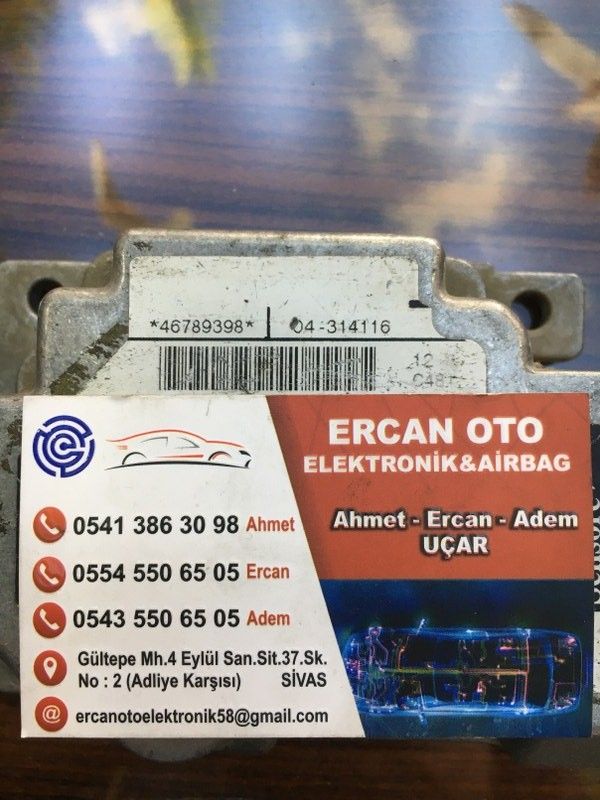 *46789398* 04-314116
12
ERCAN OTO
ELEKTRONİK&AİRBAG
Ahmet - Ercan - Adem
UÇAR
0541 386 30 98 Ahmet
0554 550 65 05 Ercan
0543 550 65 05 Adem
Gültepe Mh.4 Eylül San.Sit.37.Sk.
No : 2 (Adliye Karşısı) SİVAS
ercanotoelektronik58@gmail.com